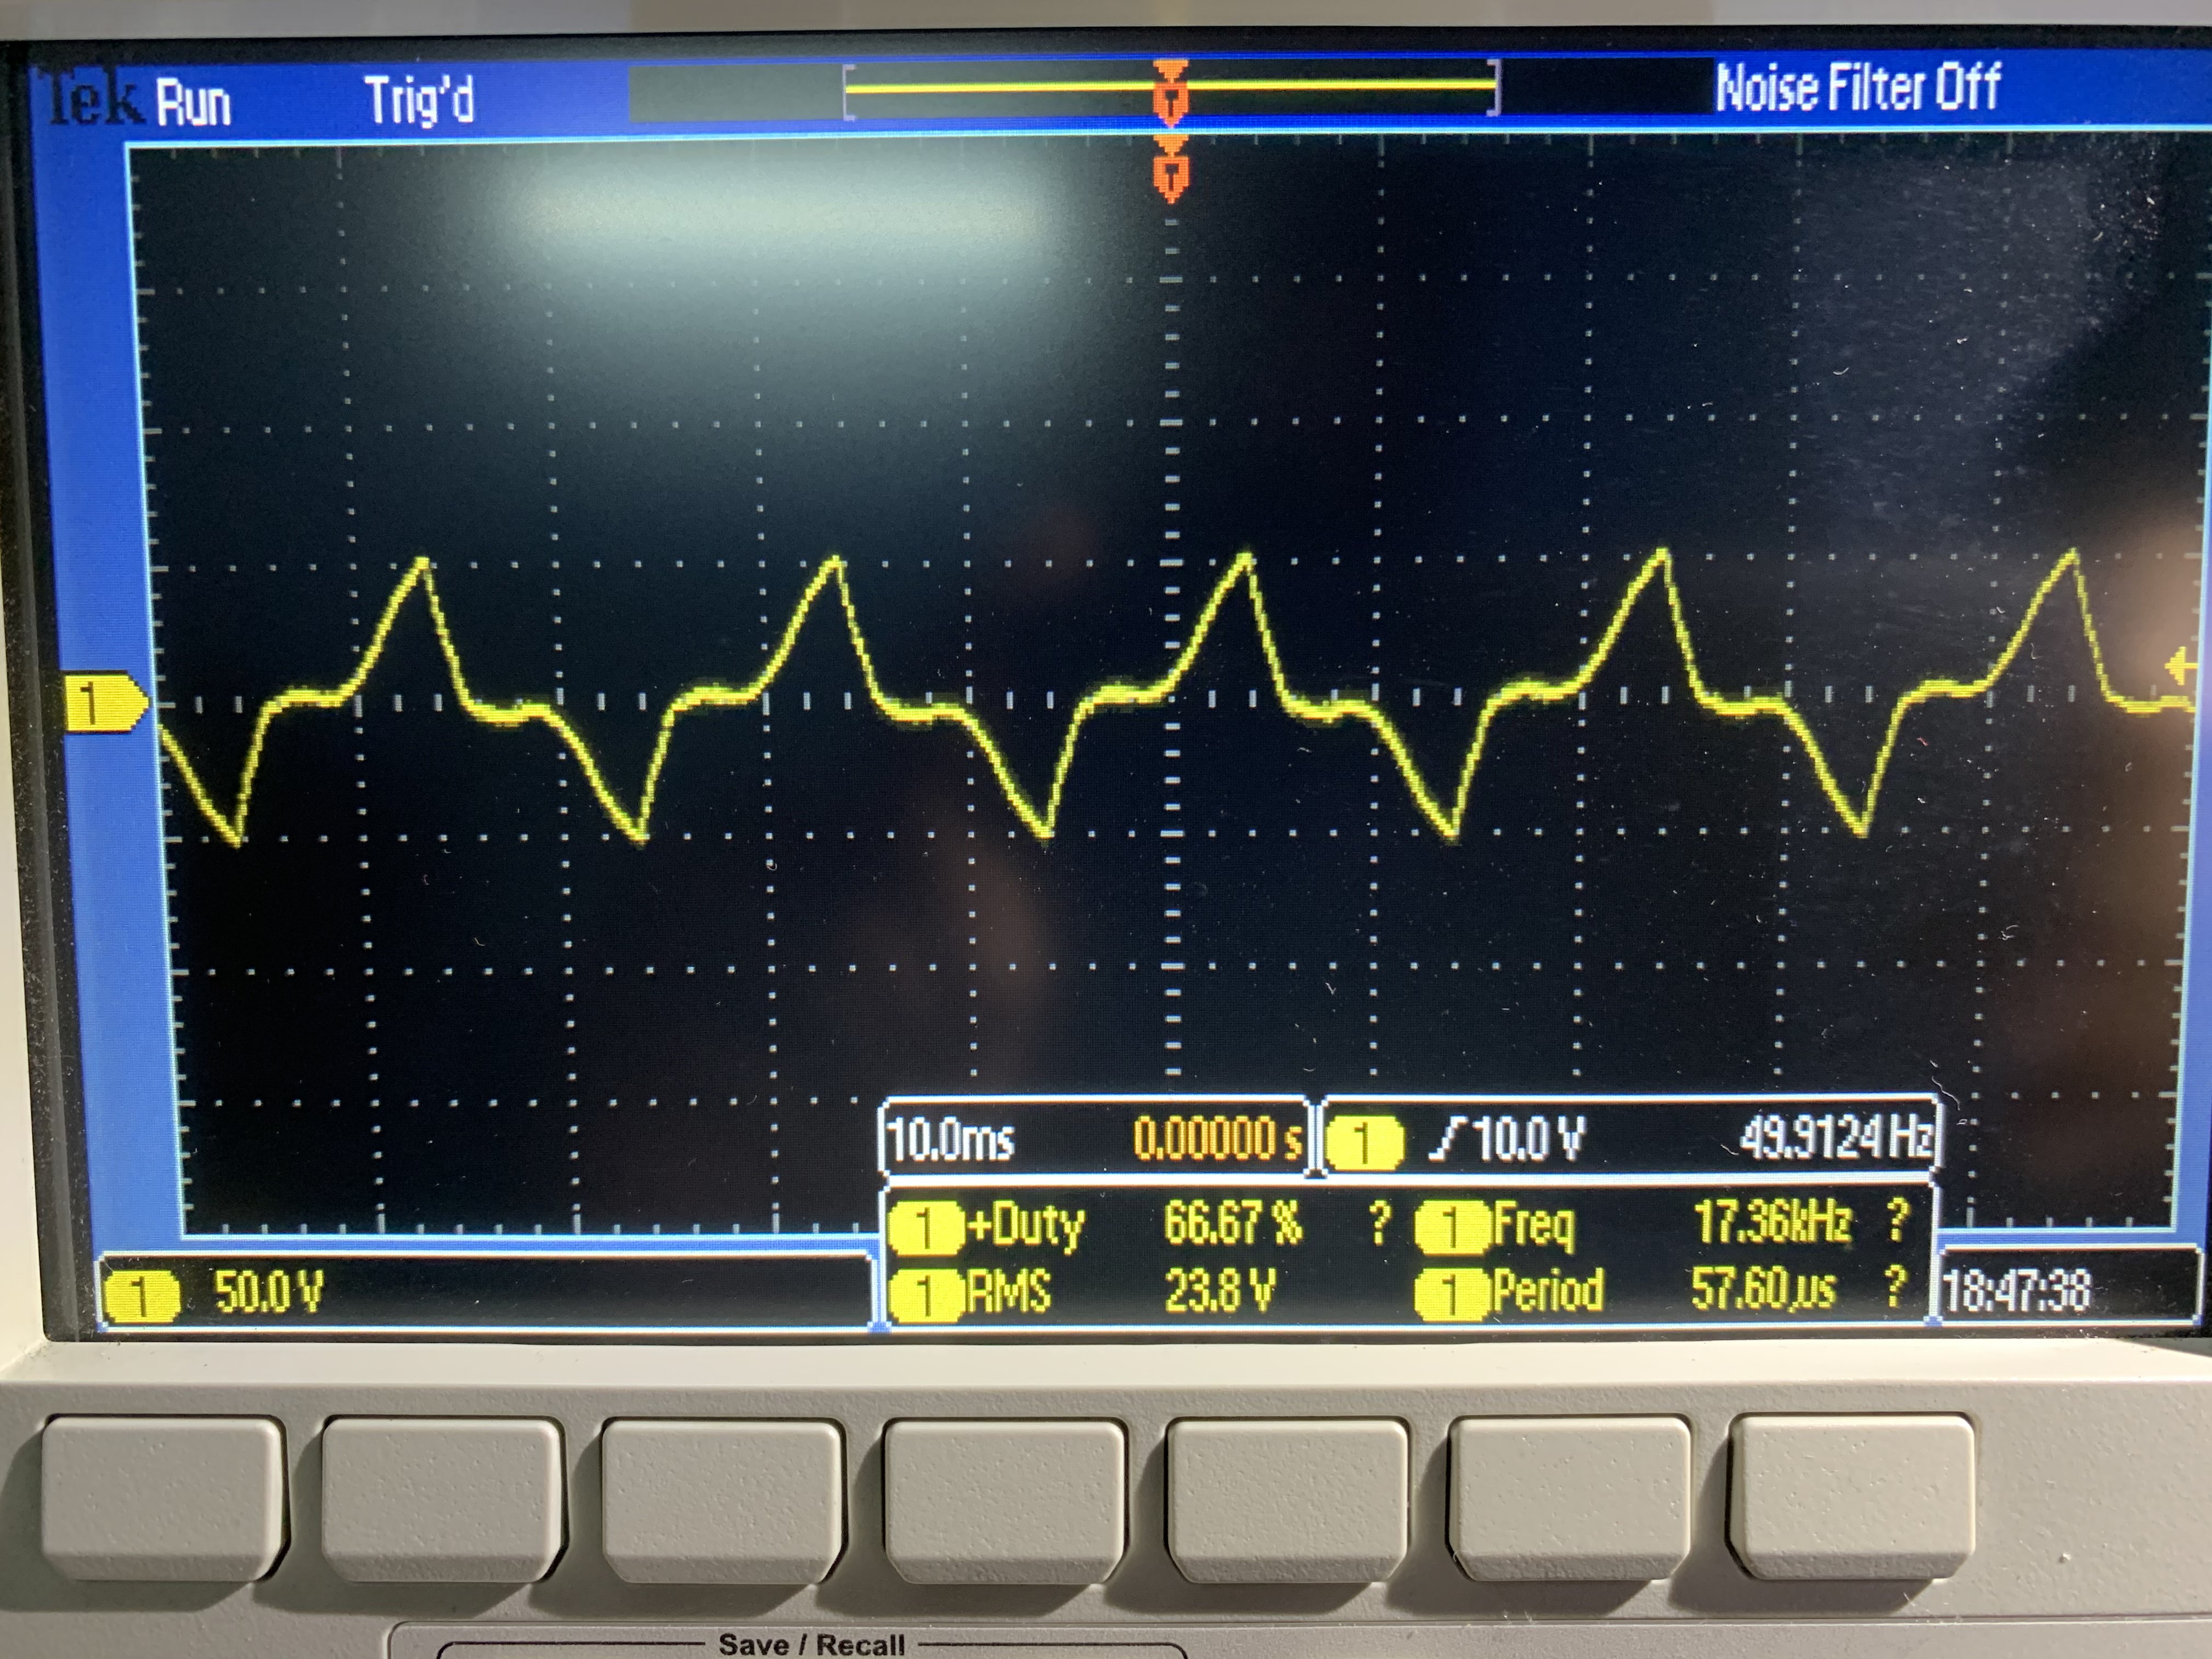 Tek Run Trig'd Noise Filter Off
T
T
1
10.0ms 0.00000 s 1 10.0 V 49.9124 Hz
1 +Duty 66.67 % ? 1 Freq 17.36kHz ?
1 50.0 V 1 RMS 23.8 V 1 Period 57.60µs ? 18:47:38
Save / Recall